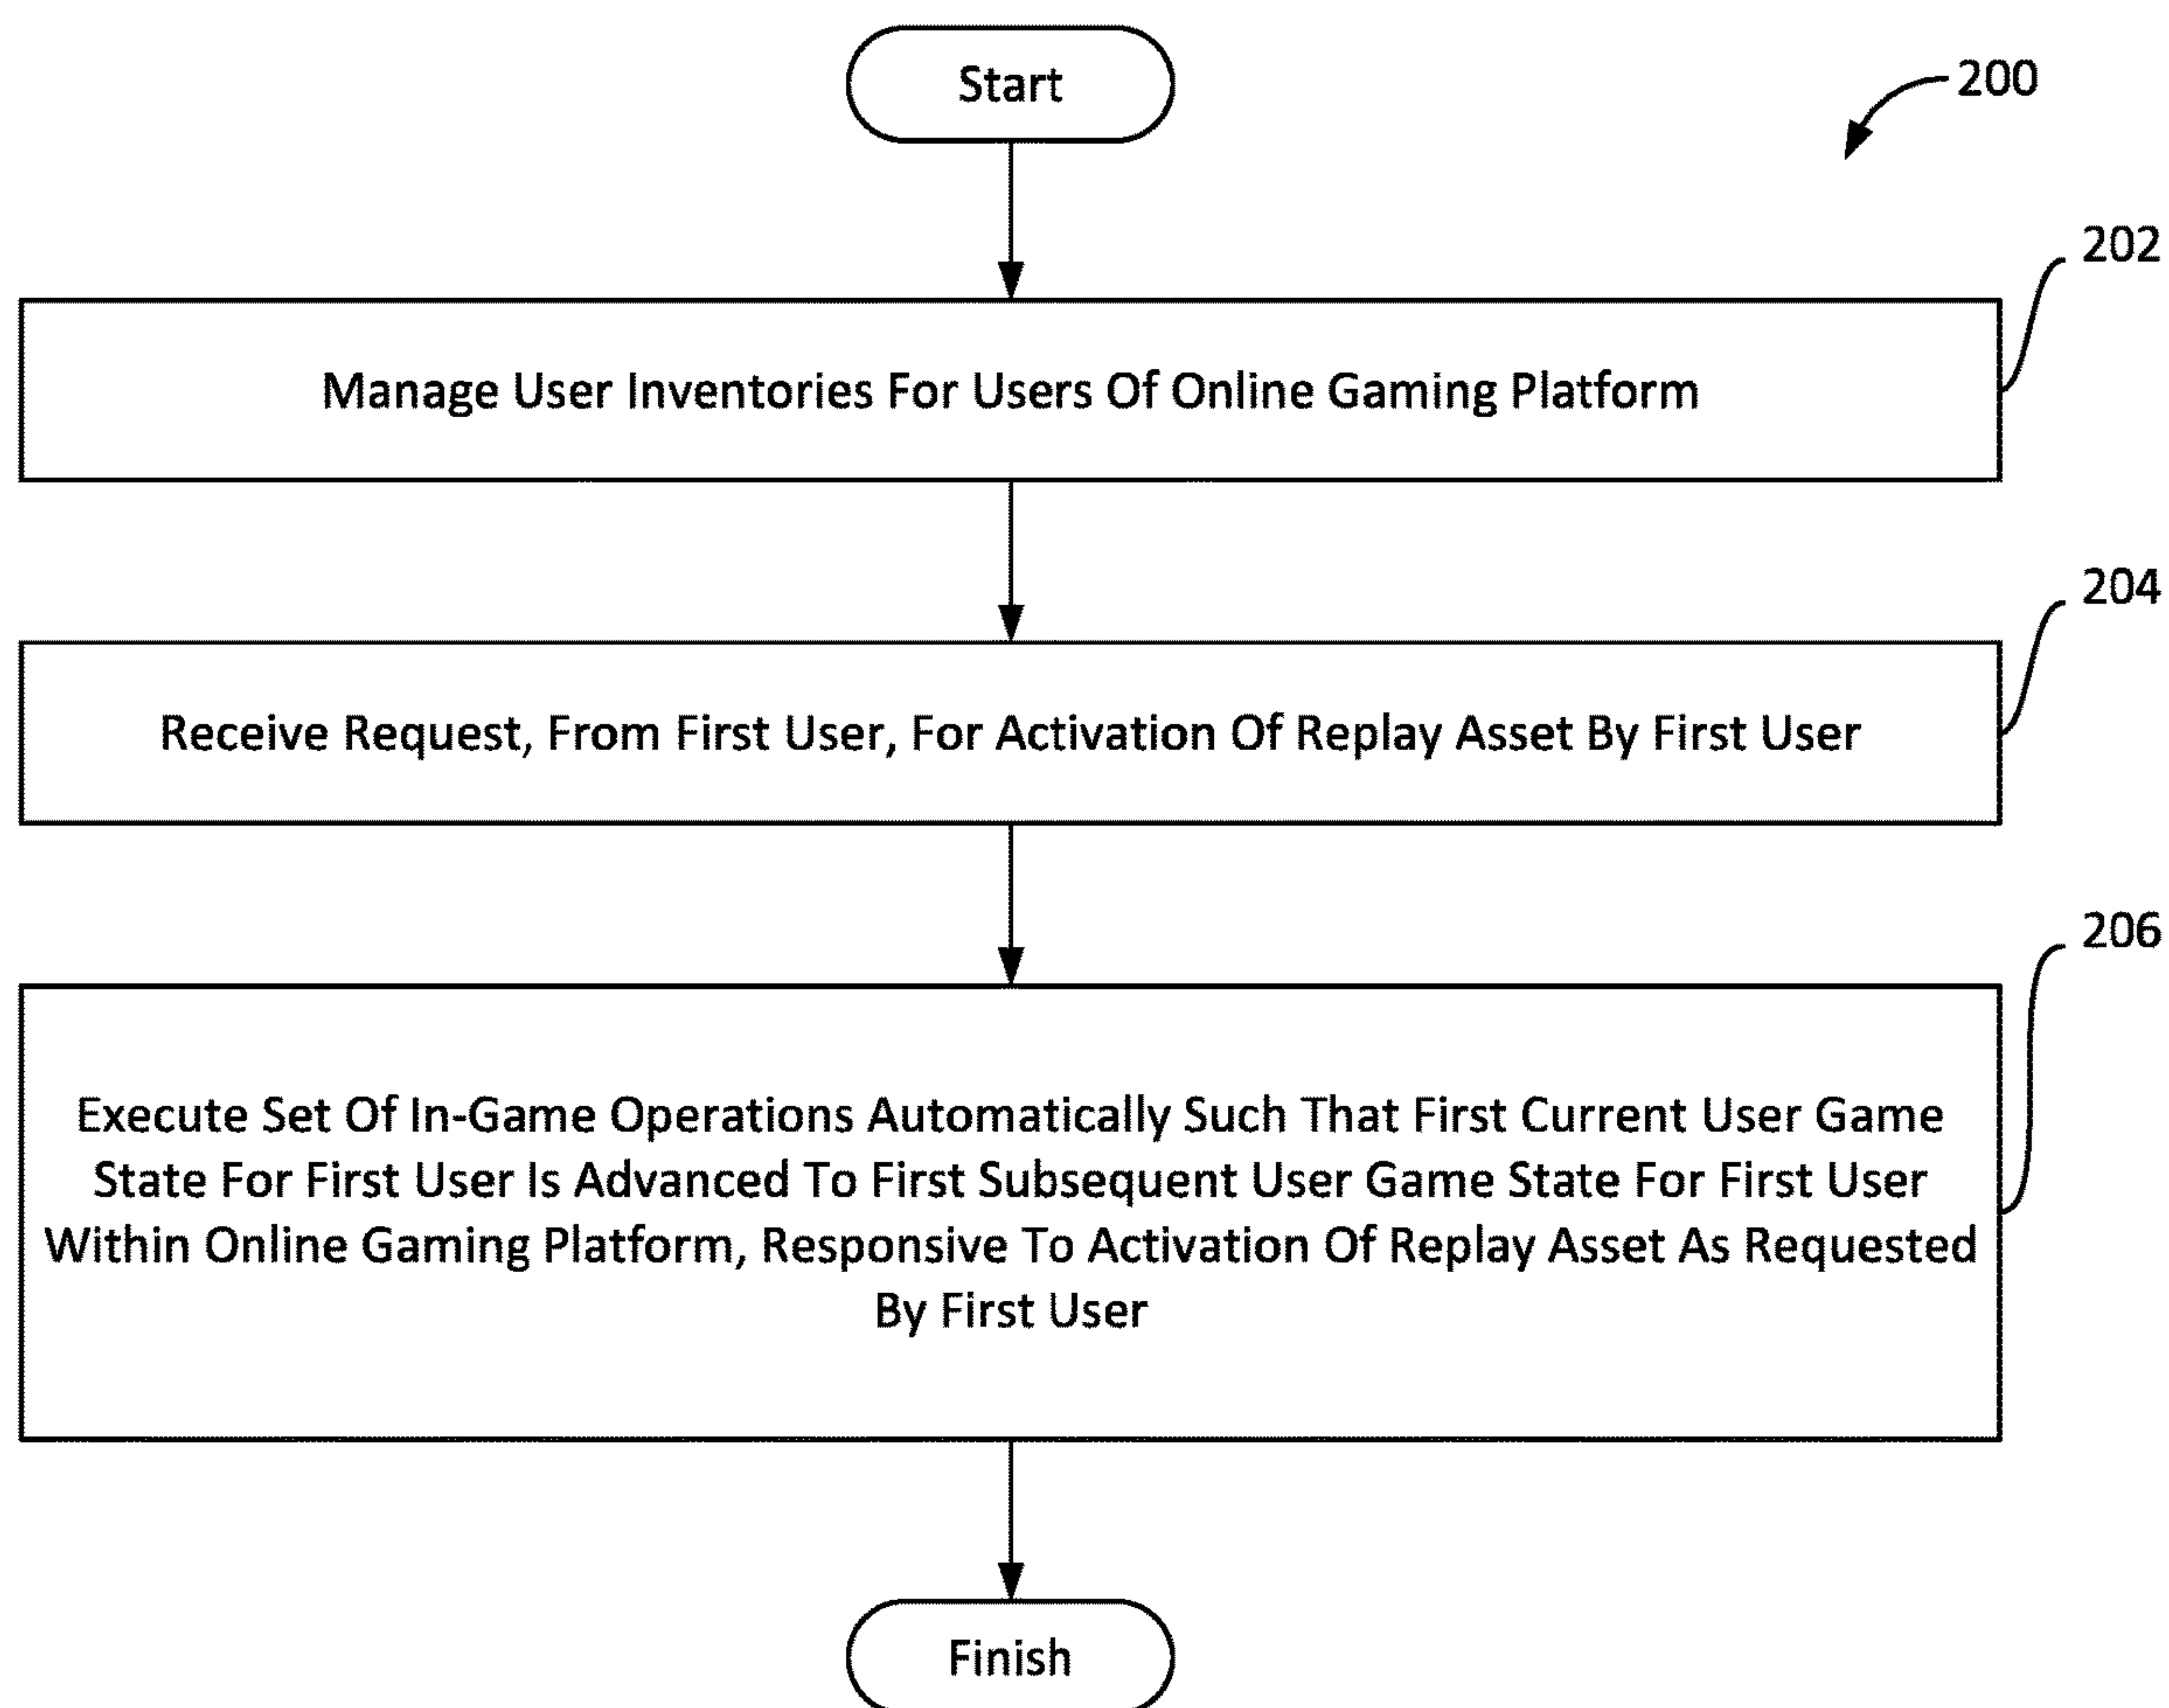 Start
200
202
Manage User Inventories For Users Of Online Gaming Platform
204
Receive Request, From First User, For Activation Of Replay Asset By First User
206
Execute Set Of In-Game Operations Automatically Such That First Current User Game
State For First User Is Advanced To First Subsequent User Game State For First User
Within Online Gaming Platform, Responsive To Activation Of Replay Asset As Requested
By First User
Finish